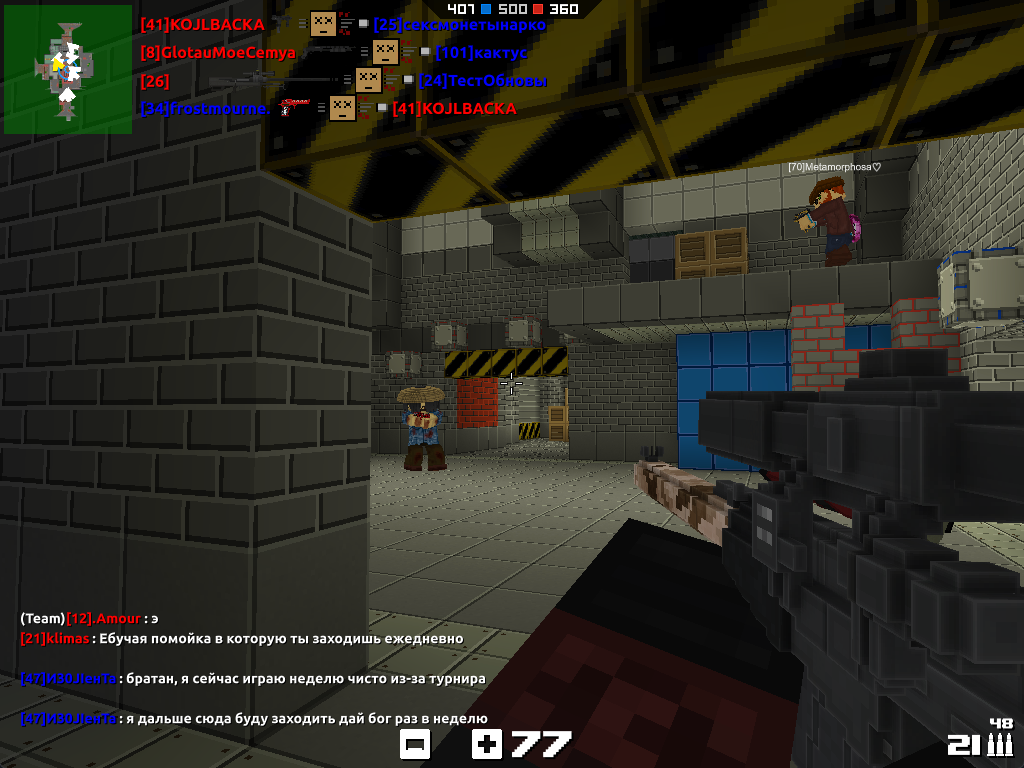 407 500 360
[41]KOJLBACKA [25]сексмонетынарко
[8]GlotauMoeCemya [101]кактус
[26] [24]ТестОбновы
[34]frostmourne. [41]KOJLBACKA
[70]Metamorphosa♡
(Team)[12].Amour : э
[21]klimas : Ебучая помойка в которую ты заходишь ежедневно
[47]ИЗОЛенТа : братан, я сейчас играю неделю чисто из-за турнира
[47]ИЗОЛенТа : я дальше сюда буду заходить дай бог раз в неделю
77
48
21